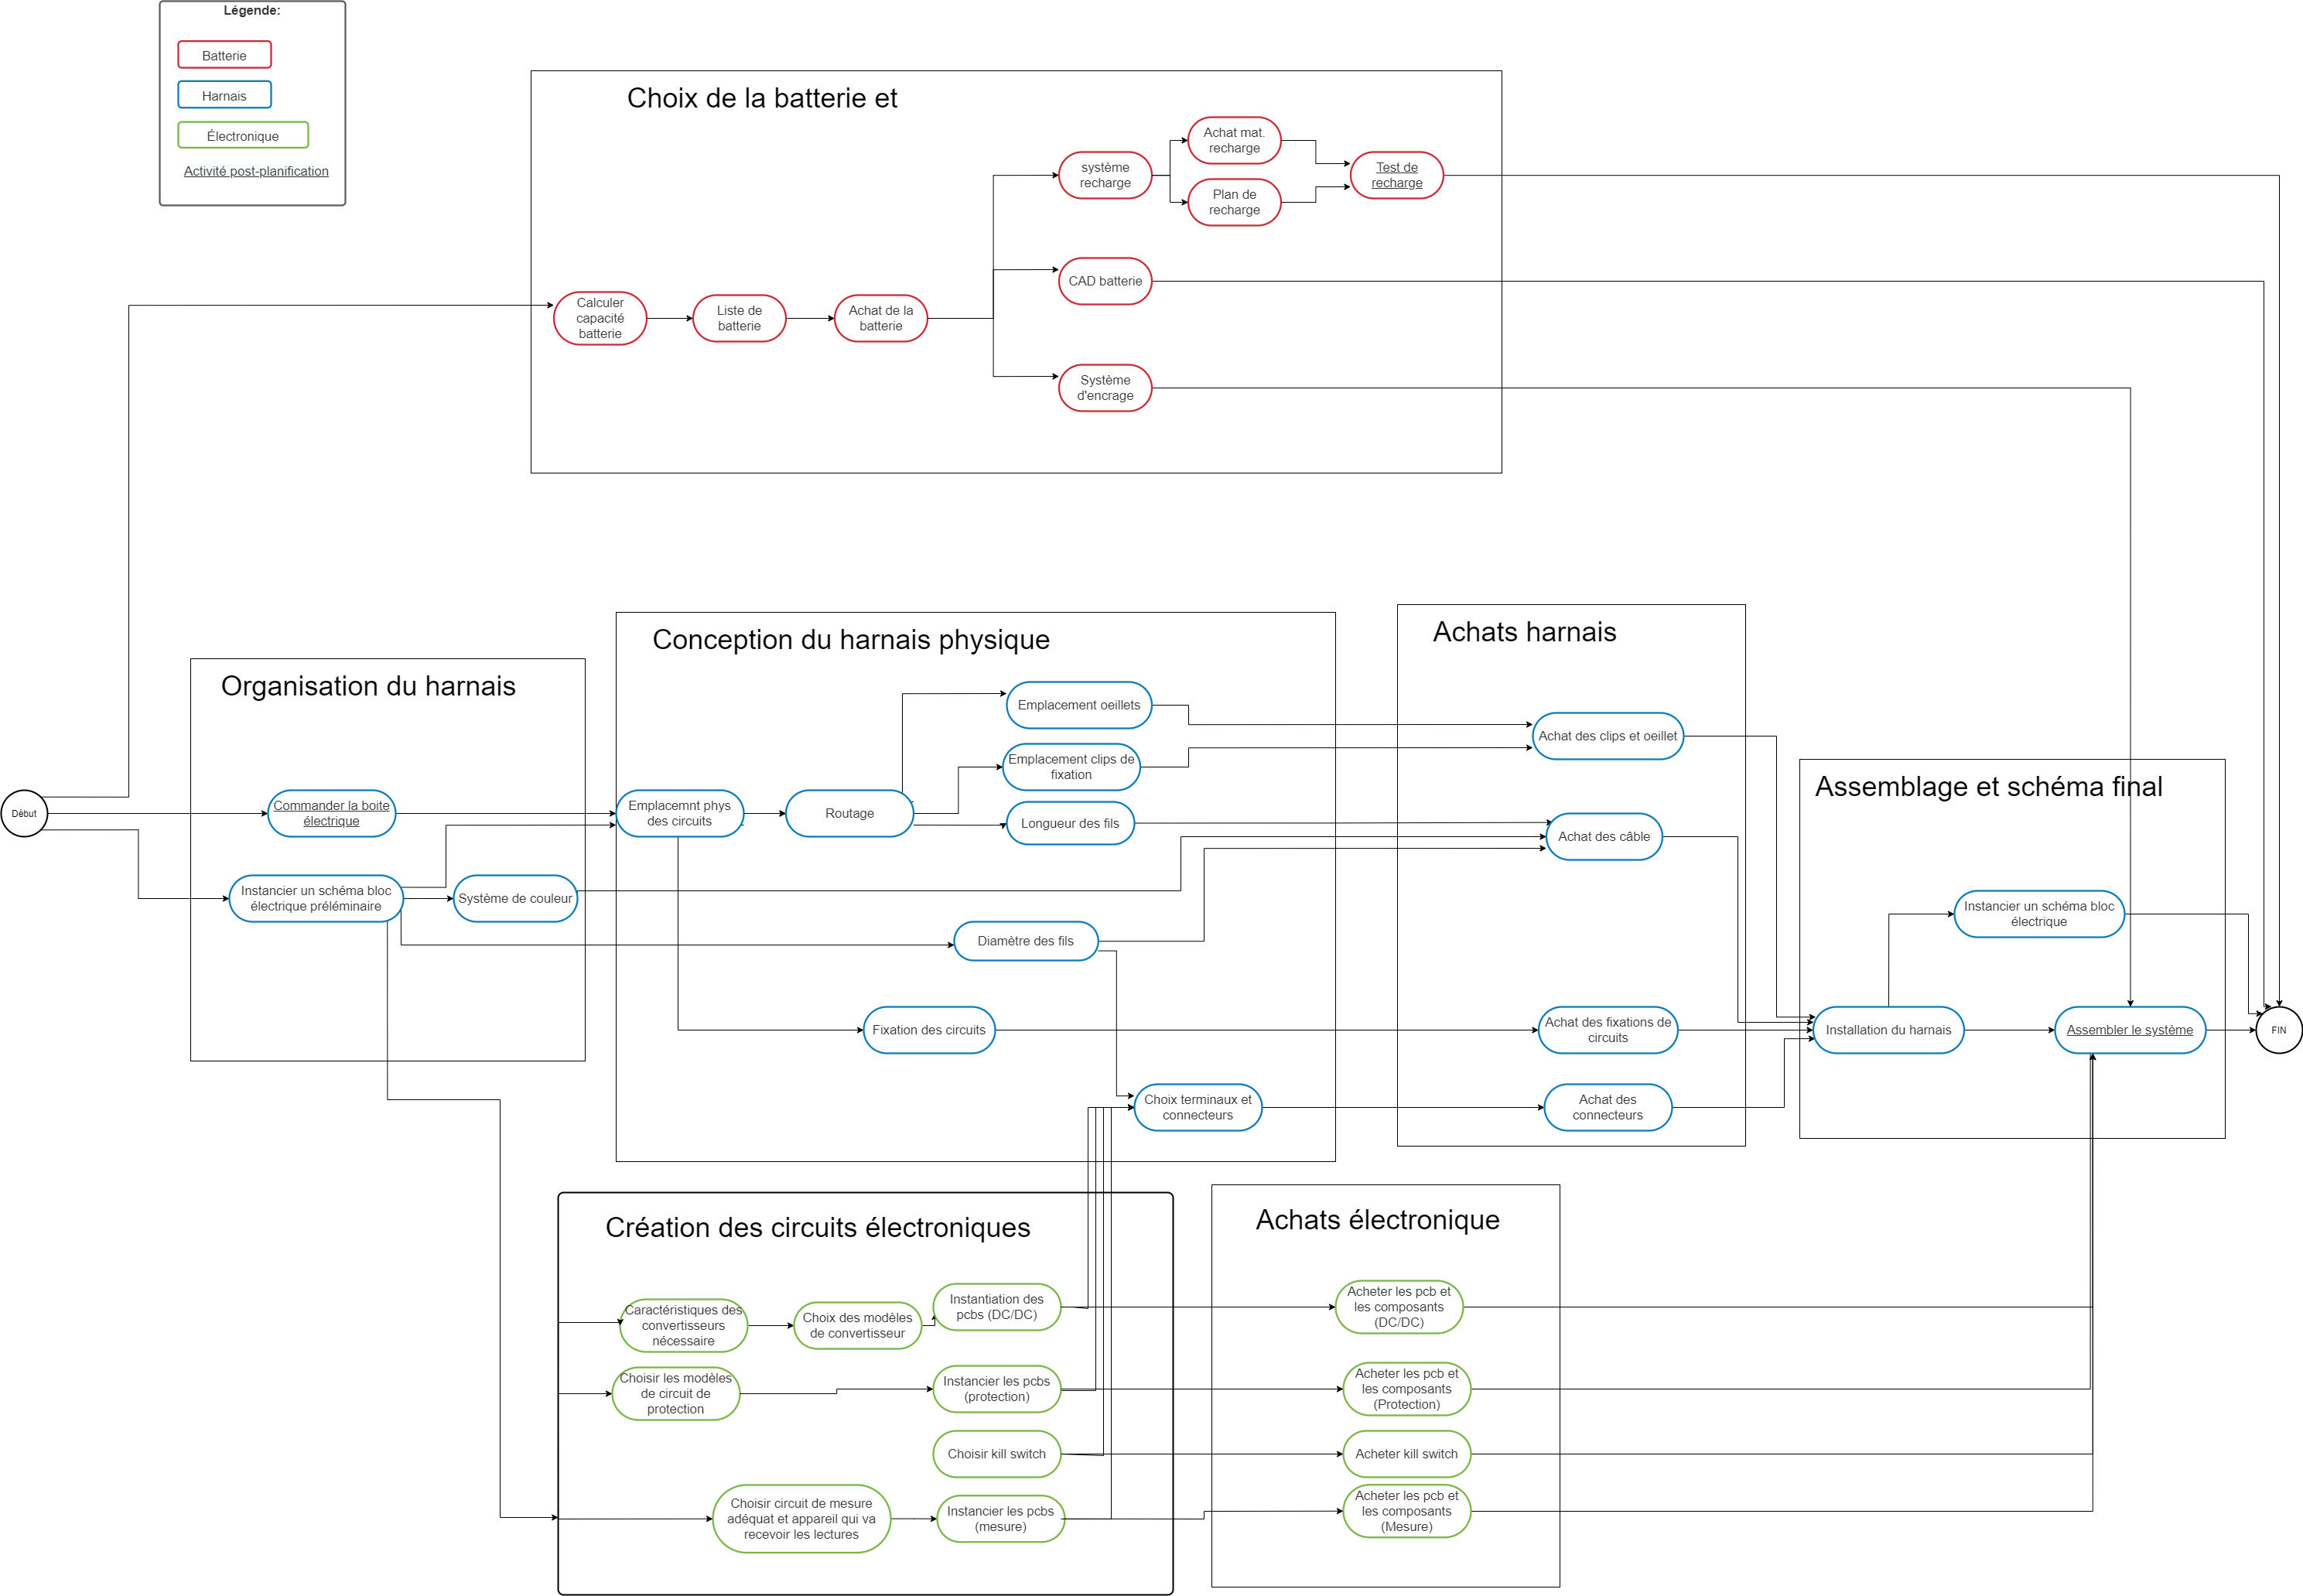 Légende:
Batterie
Harnais
Électronique
Activité post-planification
Choix de la batterie et
Achat mat.
recharge
système
recharge
Test de
recharge
Plan de
recharge
CAD batterie
Calculer
capacité
batterie
Liste de
batterie
Achat de la
batterie
Système
d'encrage
Organisation du harnais
Conception du harnais physique
Achats harnais
Assemblage et schéma final
Début
Commander la boite
électrique
Instancier un schéma bloc
électrique préléminaire
Système de couleur
Emplacemnt phys
des circuits
Routage
Emplacement oeillets
Emplacement clips de
fixation
Longueur des fils
Diamètre des fils
Fixation des circuits
Choix terminaux et
connecteurs
Achat des clips et oeillet
Achat des câble
Achat des fixations de
circuits
Achat des
connecteurs
Instancier un schéma bloc
électrique
Installation du harnais
Assembler le système
FIN
Création des circuits électroniques
Achats électronique
Caractéristiques des
convertisseurs
nécessaire
Choix des modèles
de convertisseur
Instantiation des
pcbs (DC/DC)
Acheter les pcb et
les composants
(DC/DC)
Choisir les modèles
de circuit de
protection
Instancier les pcbs
(protection)
Acheter les pcb et
les composants
(Protection)
Choisir kill switch
Acheter kill switch
Choisir circuit de mesure
adéquat et appareil qui va
recevoir les lectures
Instancier les pcbs
(mesure)
Acheter les pcb et
les composants
(Mesure)